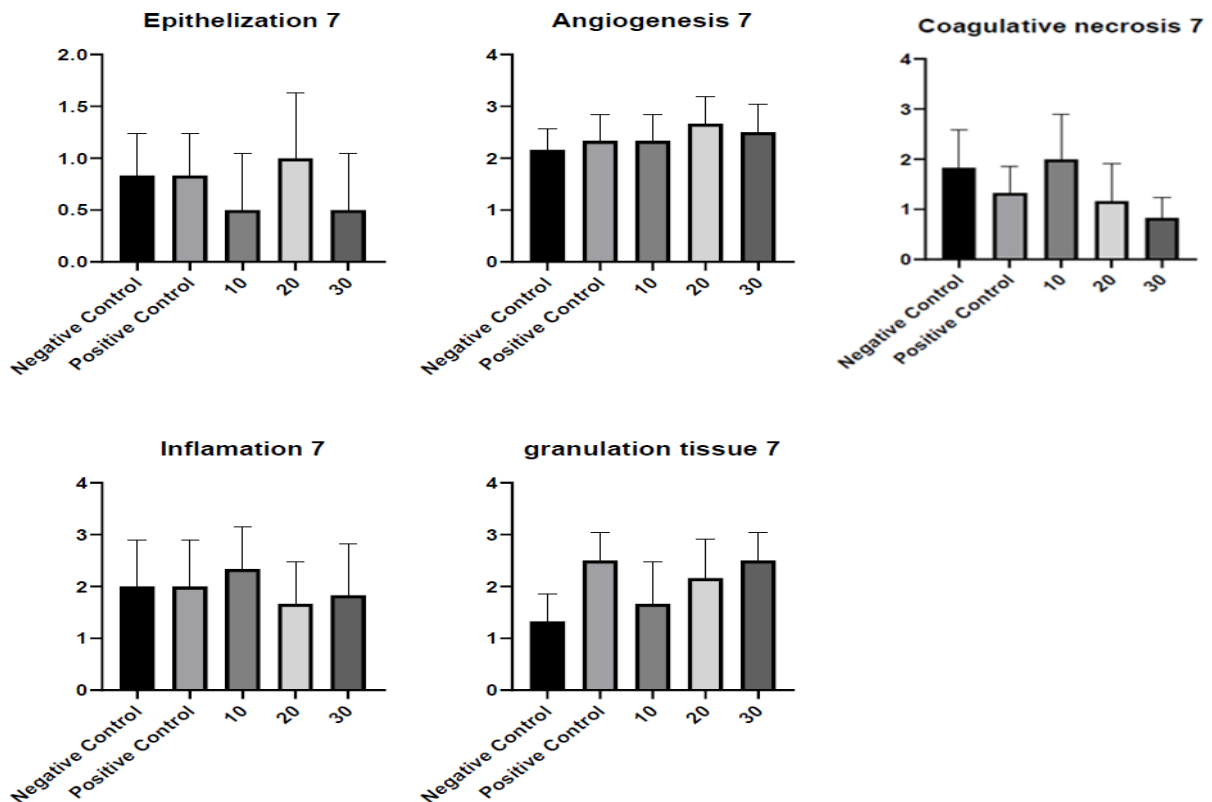 Epithelization 7
2.0
1.5
1.0
0.5
0.0
Negative Control
Positive Control
10
20
30
Angiogenesis 7
4
3
2
1
0
Negative Control
Positive Control
10
20
30
Coagulative necrosis 7
4
3
2
1
0
Negative Control
Positive Control
10
20
30
Inflamation 7
4
3
2
1
0
Negative Control
Positive Control
10
20
30
granulation tissue 7
4
3
2
1
0
Negative Control
Positive Control
10
20
30